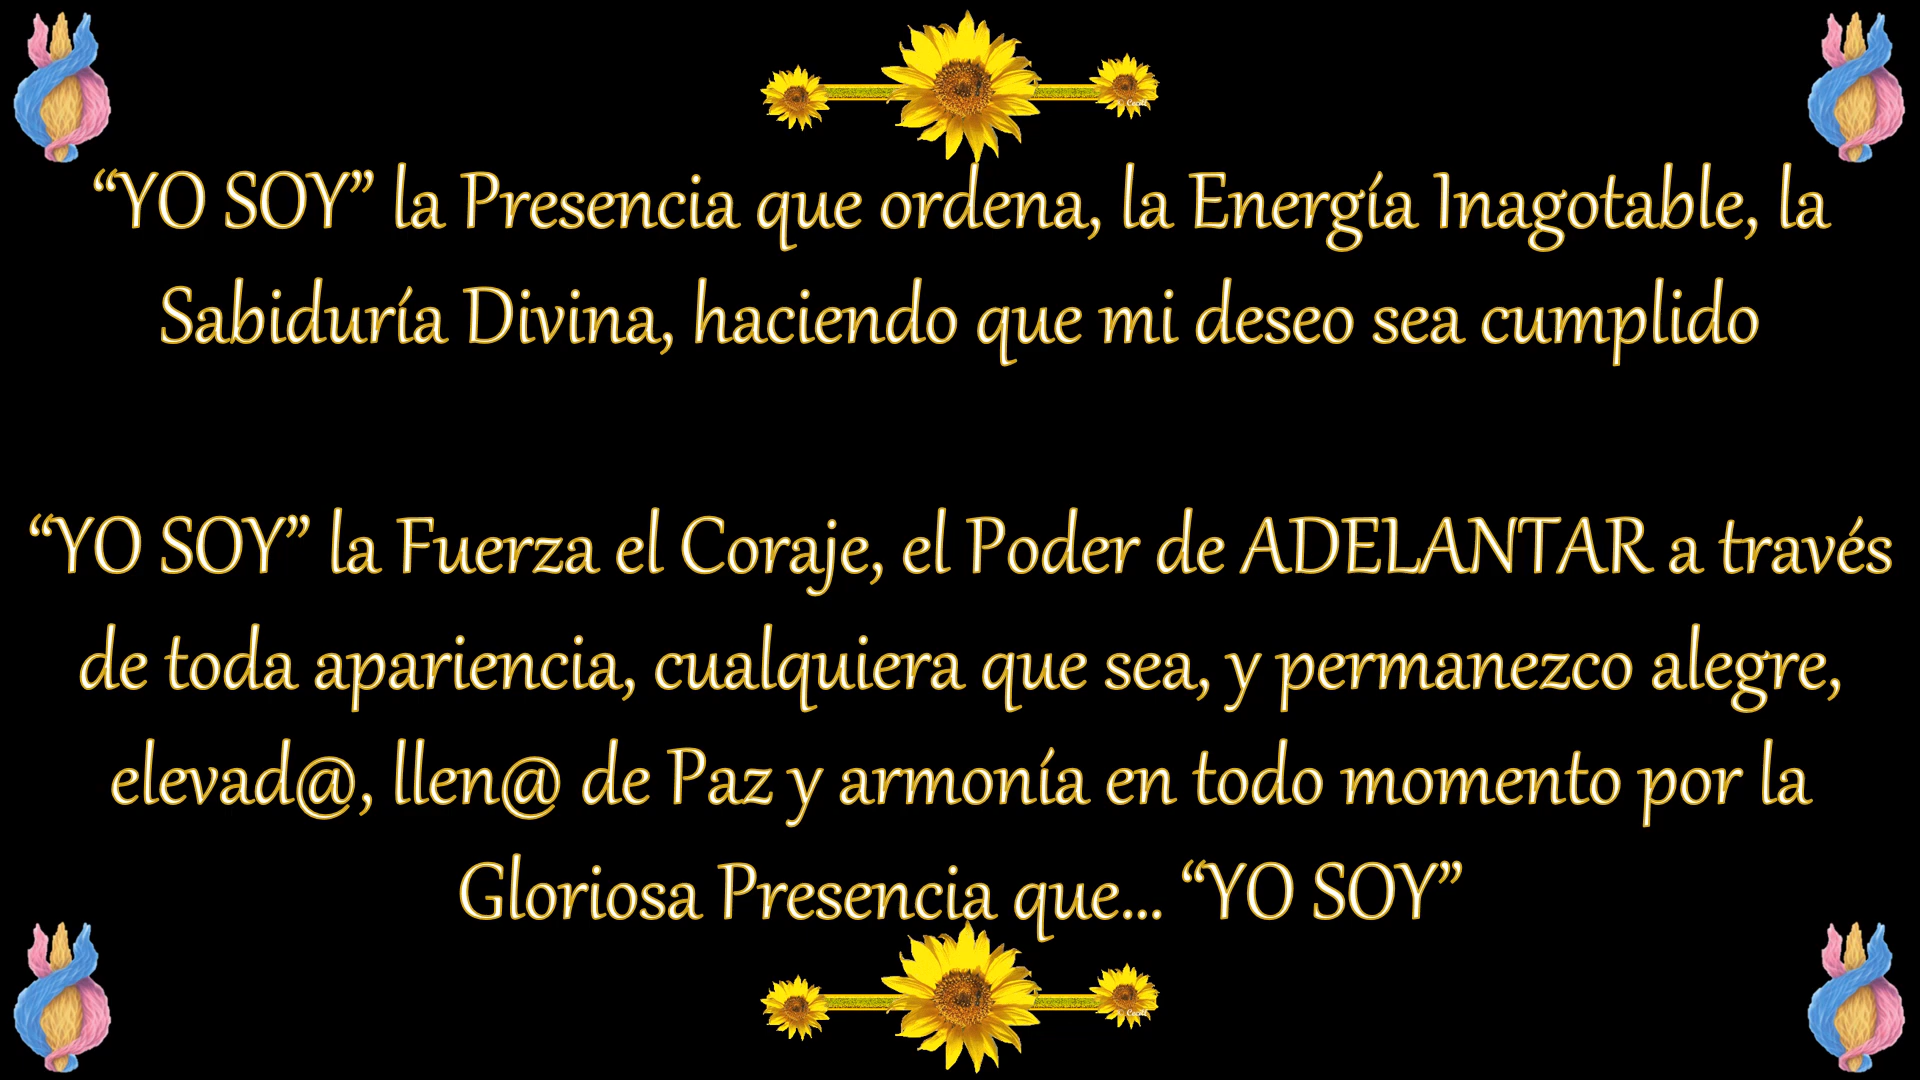 “YO SOY” la Presencia que ordena, la Energía Inagotable, la
Sabiduría Divina, haciendo que mi deseo sea cumplido
“YO SOY” la Fuerza el Coraje, el Poder de ADELANTAR a través
de toda apariencia, cualquiera que sea, y permanezco alegre,
elevad@, llen@ de Paz y armonía en todo momento por la
Gloriosa Presencia que... “YO SOY”